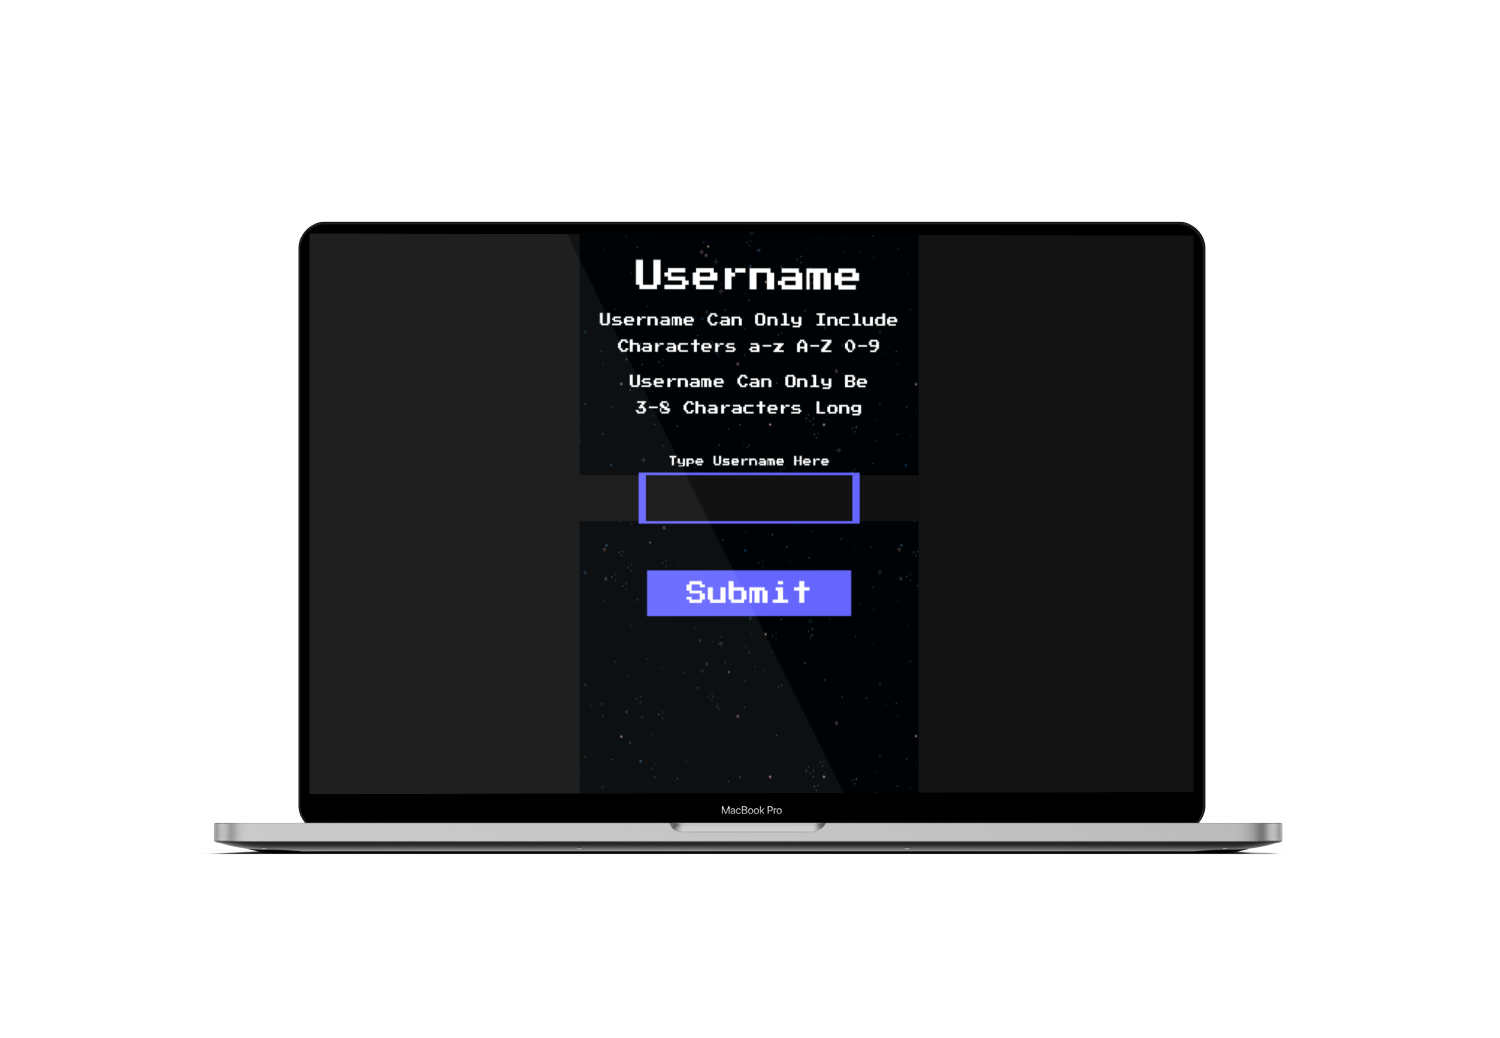 Username
Username Can Only Include
Characters a-z A-Z 0-9
Username Can Only Be
3-8 Characters Long
Type Username Here
Submit
MacBook Pro